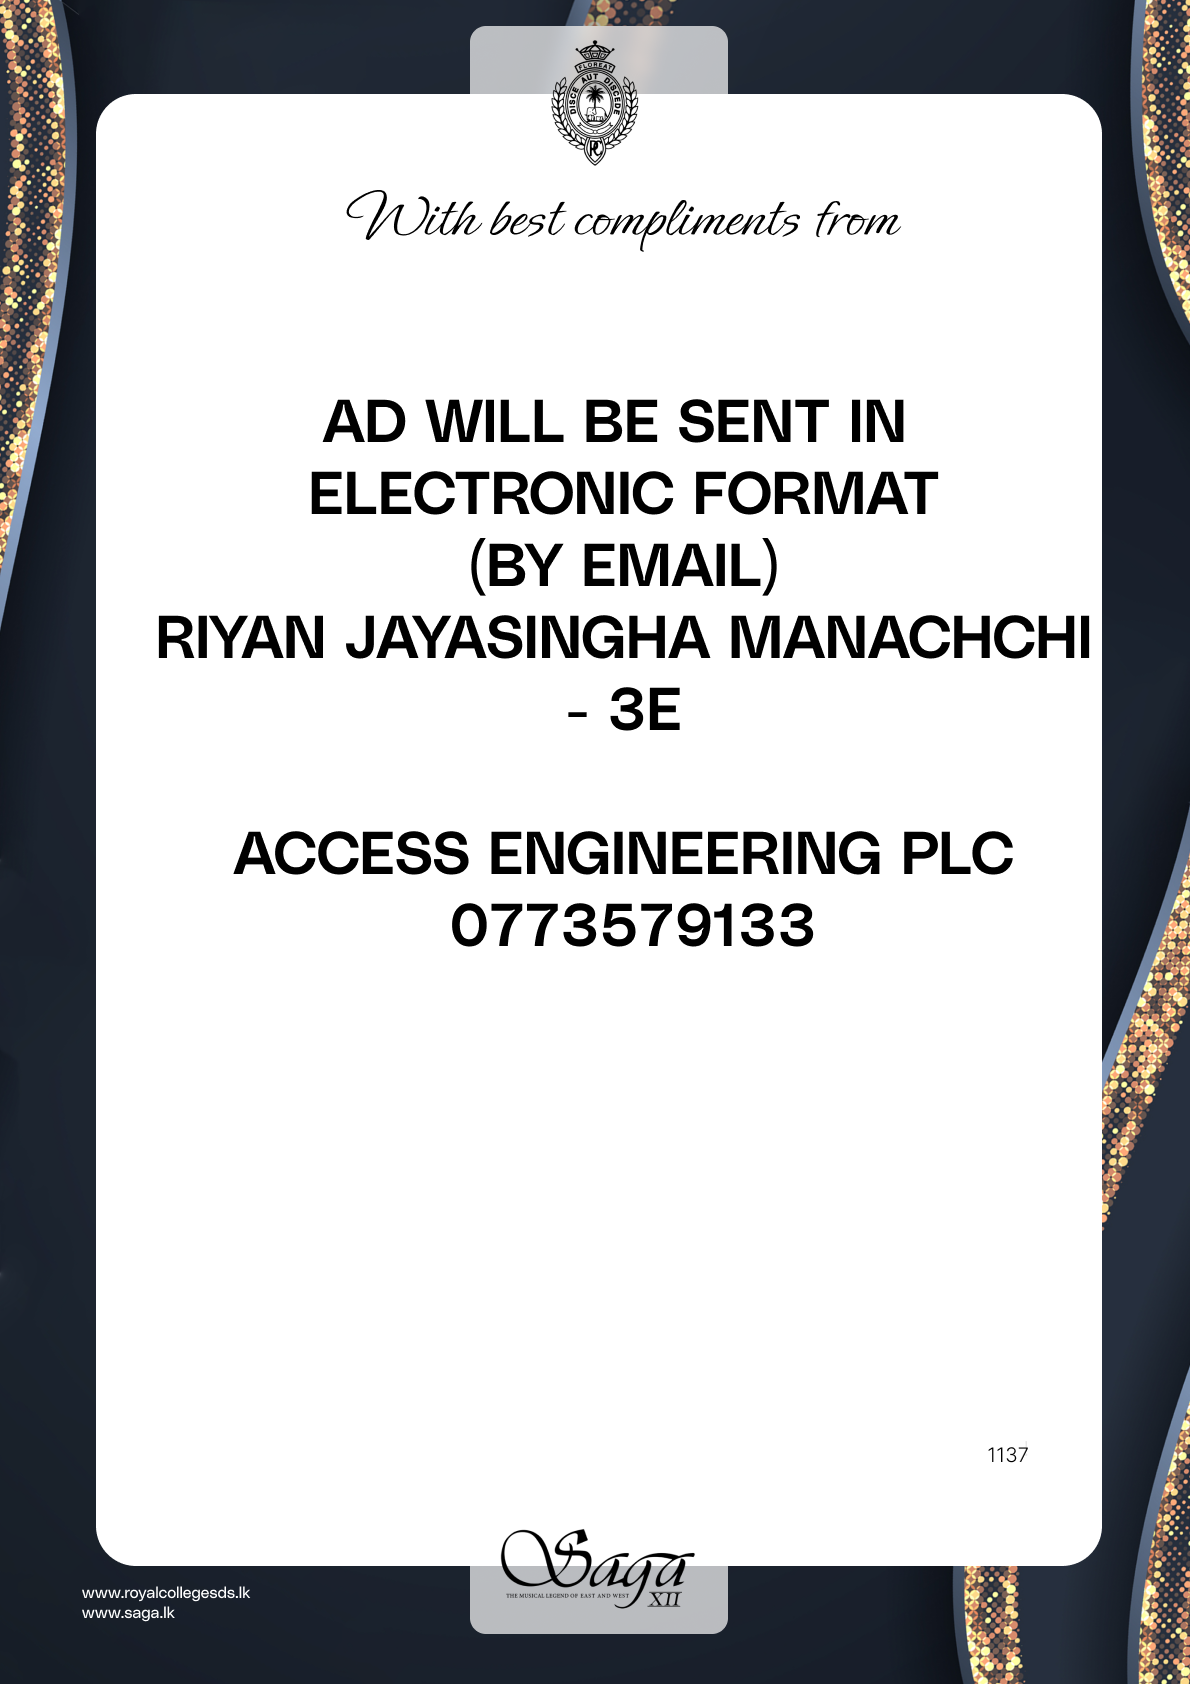 FLOREAT
DISCE AUT DISCEDE
RC
With best compliments from
AD WILL BE SENT IN
ELECTRONIC FORMAT
(BY EMAIL)
RIYAN JAYASINGHA MANACHCHI
- 3E
ACCESS ENGINEERING PLC
0773579133
1137
Saga
THE MUSICAL LEGEND OF EAST AND WEST
XII
www.royalcollegesds.lk
www.saga.lk